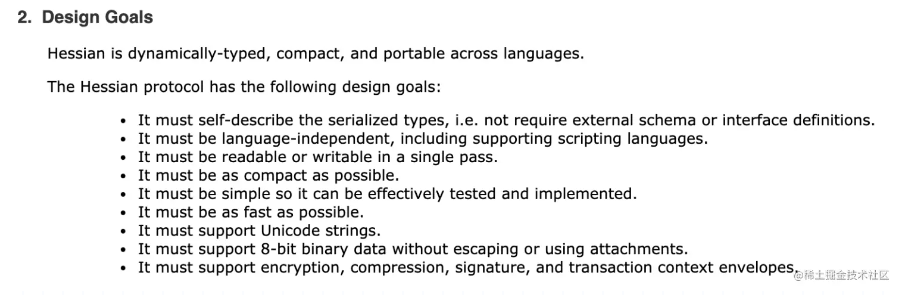 2. Design Goals
Hessian is dynamically-typed, compact, and portable across languages.
The Hessian protocol has the following design goals:
• It must self-describe the serialized types, i.e. not require external schema or interface definitions.
• It must be language-independent, including supporting scripting languages.
• It must be readable or writable in a single pass.
• It must be as compact as possible.
• It must be simple so it can be effectively tested and implemented.
• It must be as fast as possible.
• It must support Unicode strings.
• It must support 8-bit binary data without escaping or using attachments.
• It must support encryption, compression, signature, and transaction context envelopes.
@稀土掘金技术社区